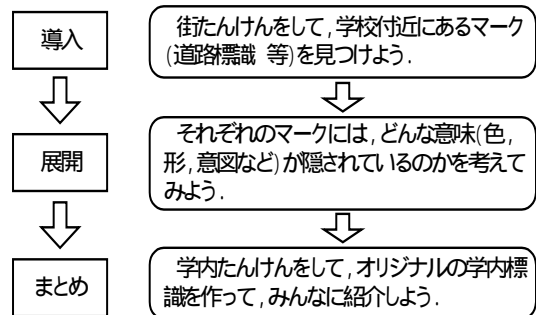 導入
街たんけんをして,学校付近にあるマーク
(道路標識 等)を見つけよう.
展開
それぞれのマークには,どんな意味(色,
形,意図など)が隠されているのかを考えて
みよう.
まとめ
学内たんけんをして,オリジナルの学内標
識を作って,みんなに紹介しよう.